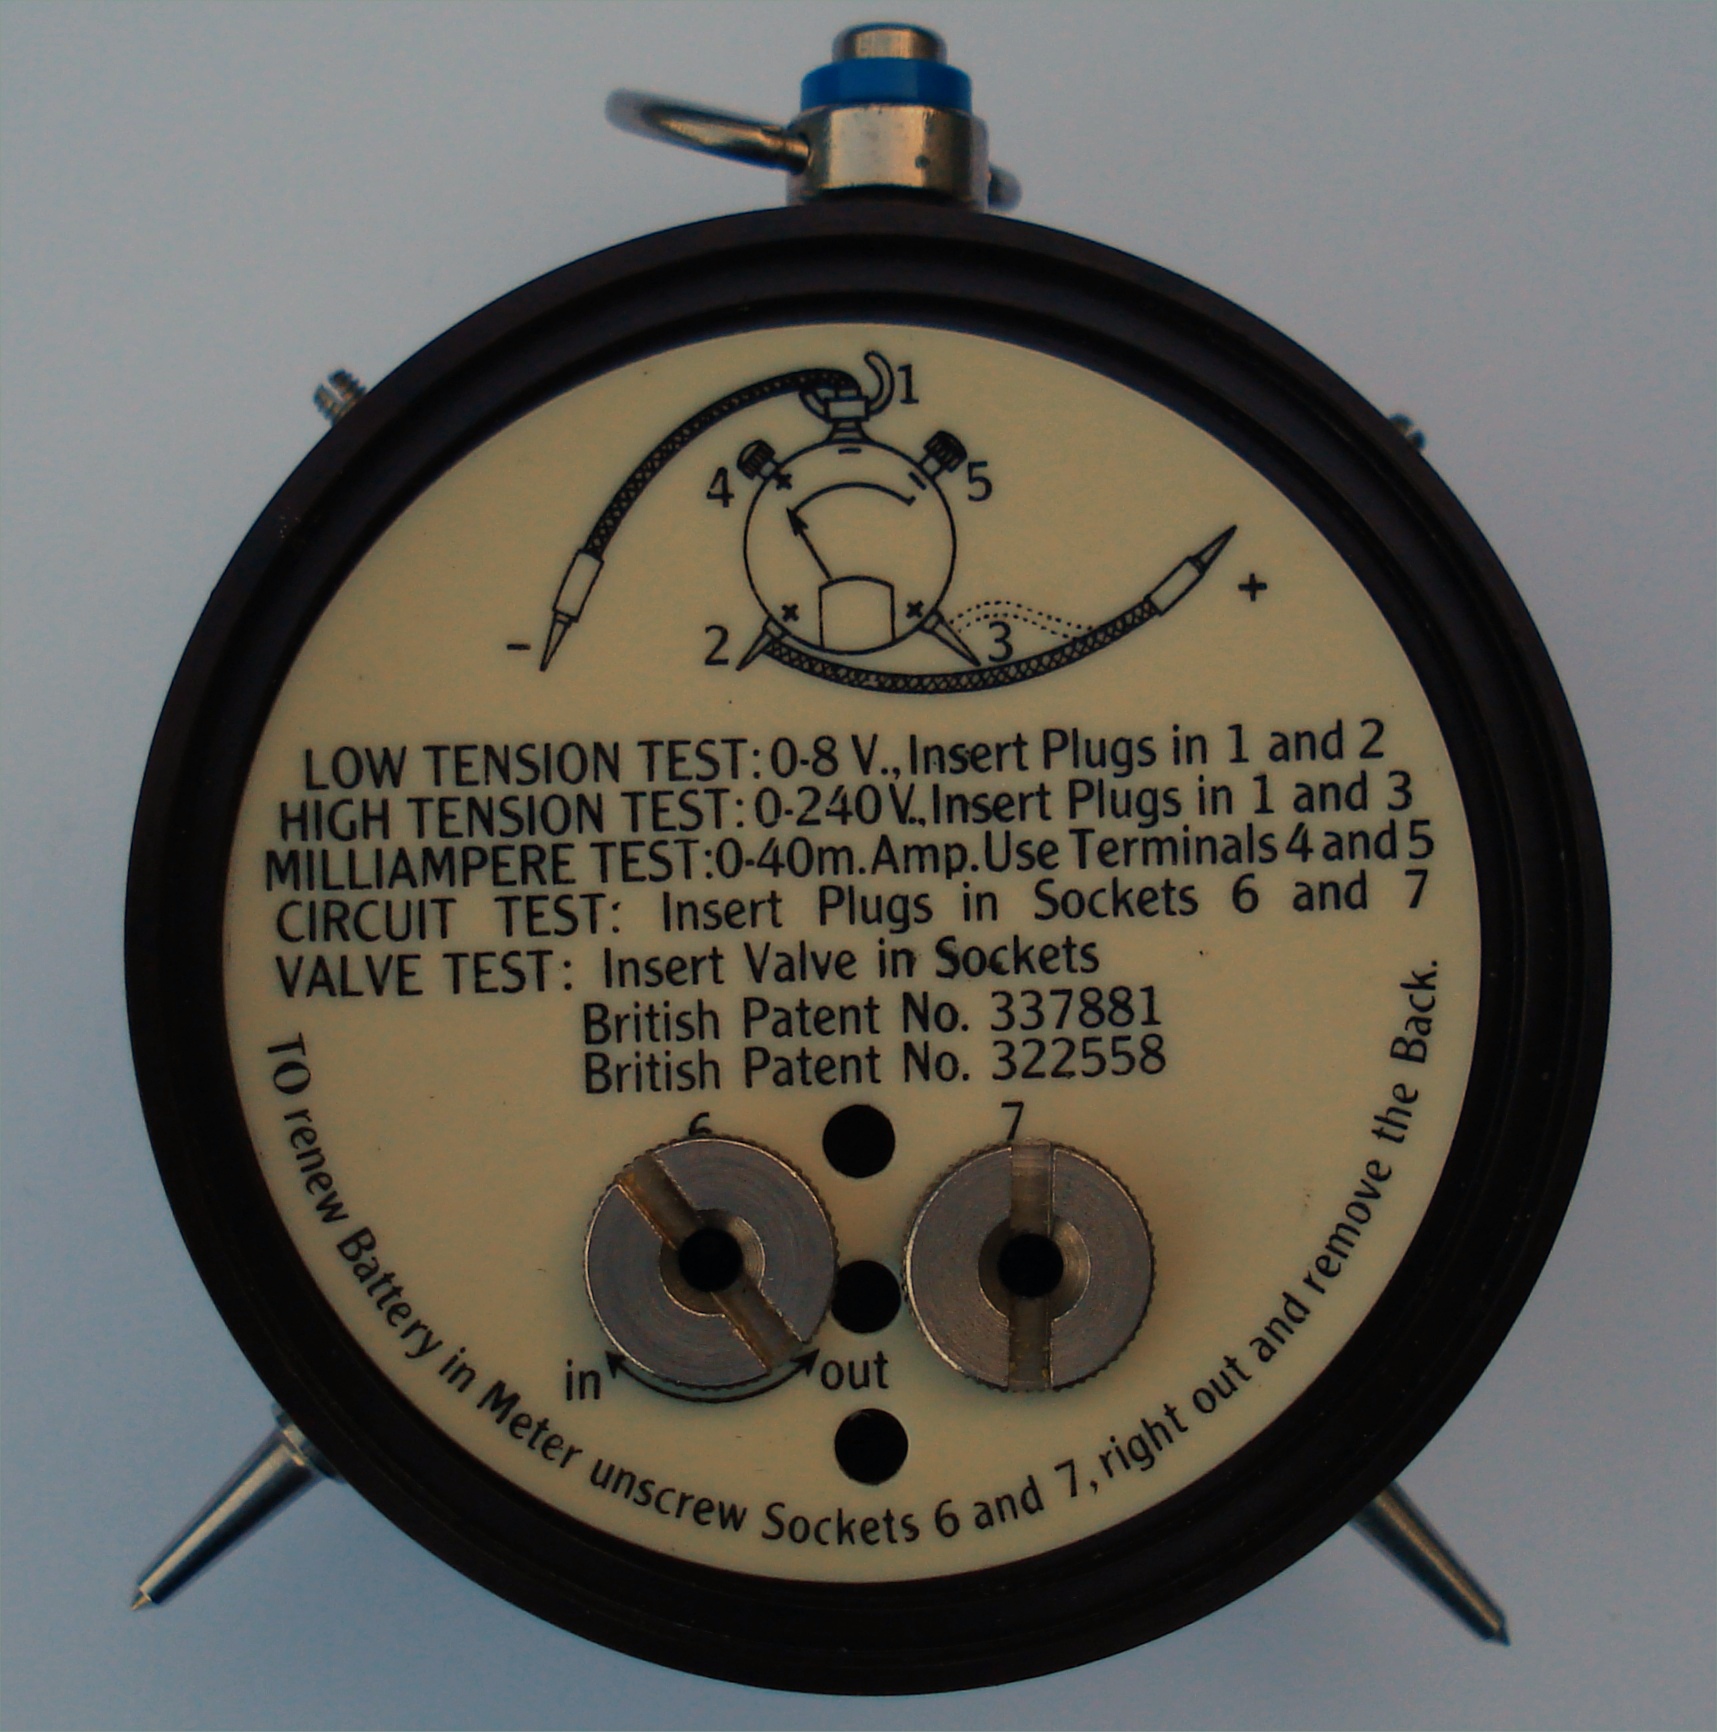 1
4
5
+
-
2
3
LOW TENSION TEST: 0-8 V., Insert Plugs in 1 and 2
HIGH TENSION TEST: 0-240V., Insert Plugs in 1 and 3
MILLIAMPERE TEST: 0-40m.Amp. Use Terminals 4 and 5
CIRCUIT TEST: Insert Plugs in Sockets 6 and 7
VALVE TEST: Insert Valve in Sockets
British Patent No. 337881
British Patent No. 322558
6
7
in
out
TO renew Battery in Meter unscrew Sockets 6 and 7, right out and remove the Back.